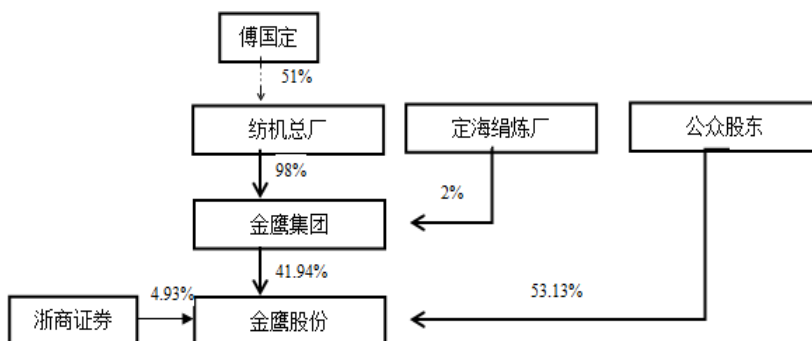 傅国定
51%
纺机总厂
定海绢炼厂
公众股东
98%
2%
金鹰集团
41.94%
4.93%
53.13%
浙商证券
金鹰股份